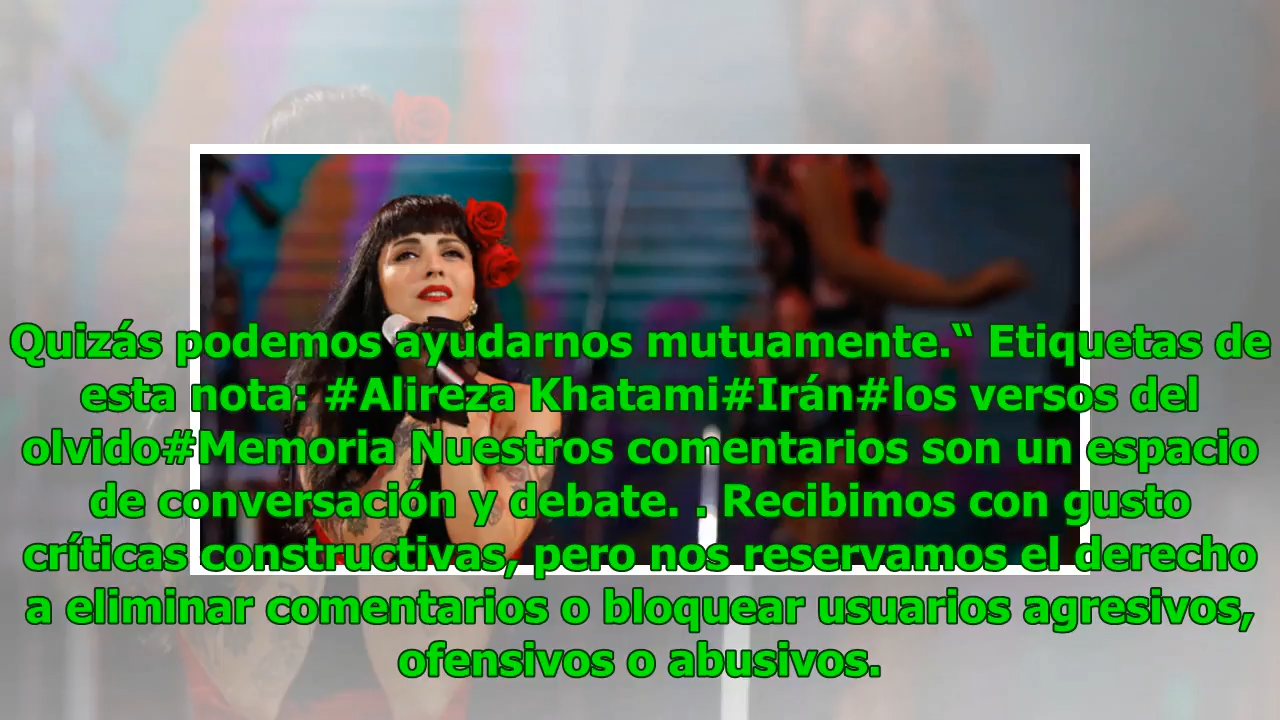 Quizás podemos ayudarnos mutuamente.“ Etiquetas de
esta nota: #Alireza Khatami#Irán#los versos del
olvido#Memoria Nuestros comentarios son un espacio
de conversación y debate. . Recibimos con gusto
críticas constructivas, pero nos reservamos el derecho
a eliminar comentarios o bloquear usuarios agresivos,
ofensivos o abusivos.